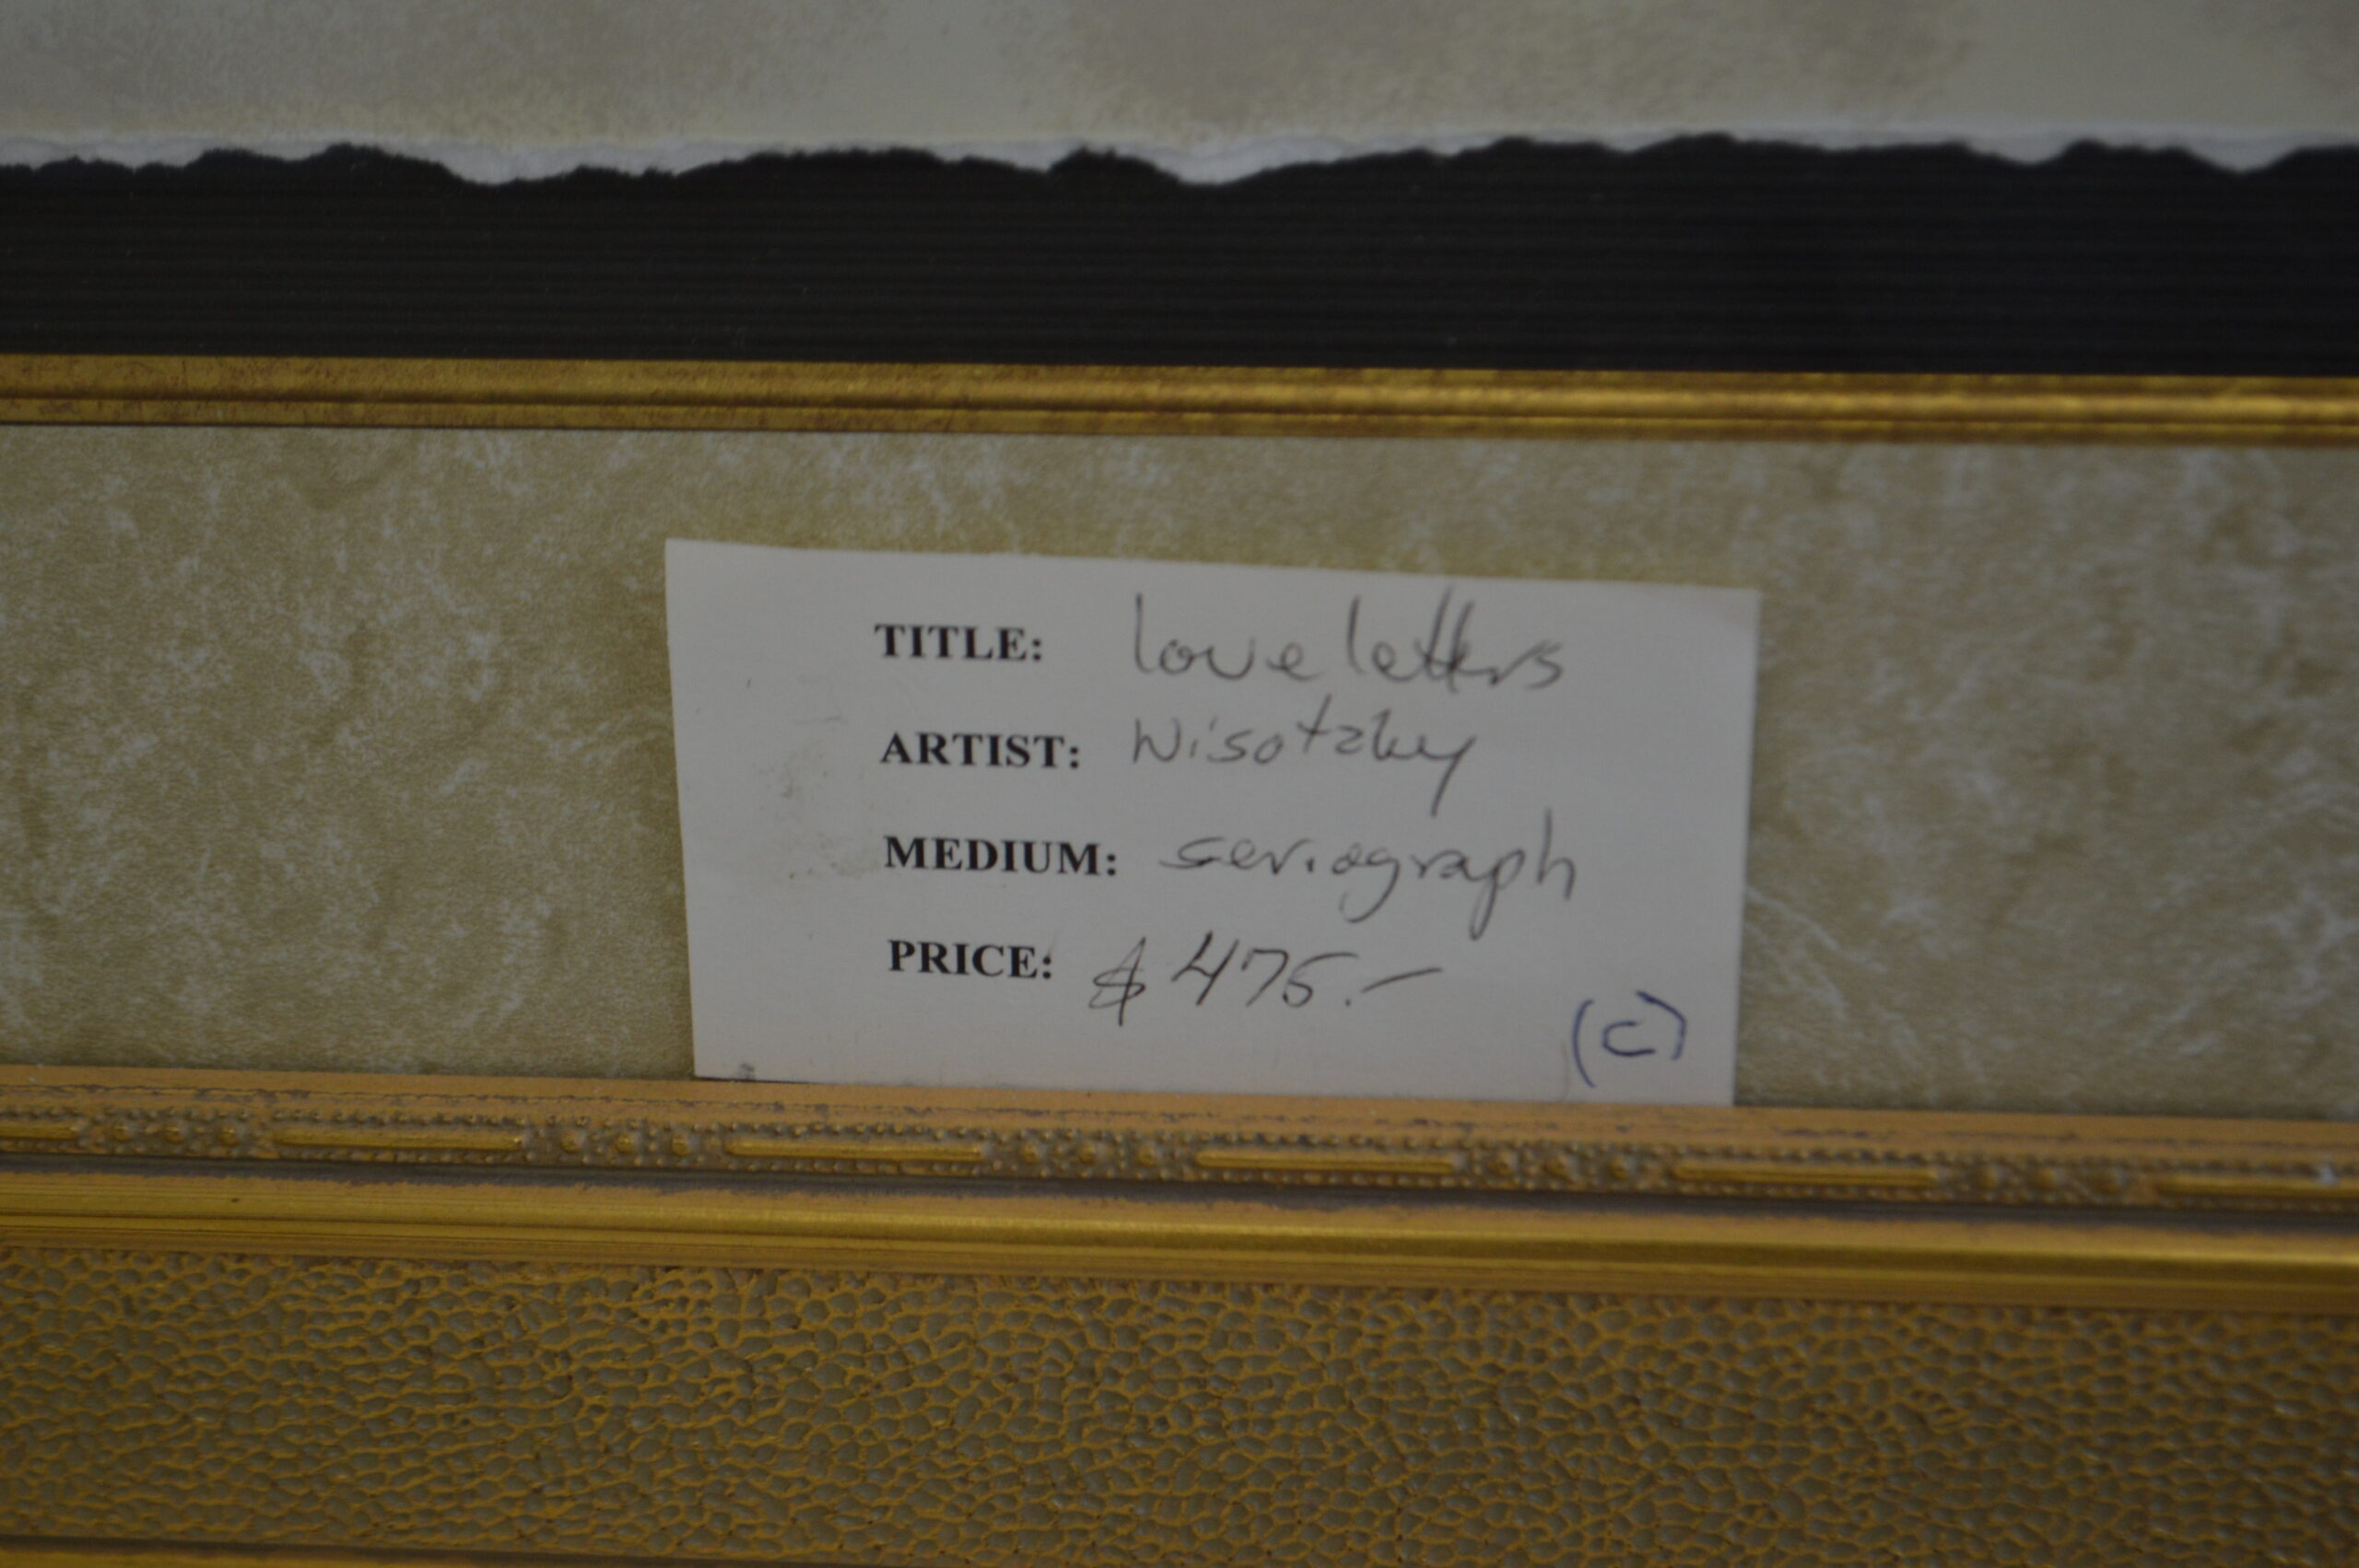 TITLE: Love letters
ARTIST: Wisotzky
MEDIUM: seriograph
PRICE: $475.-
(C)